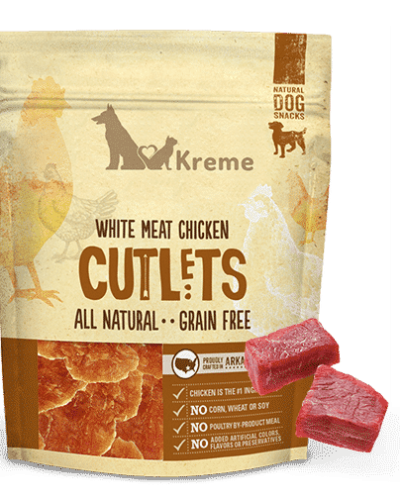 NATURAL
DOG
SNACKS
Kreme
WHITE MEAT CHICKEN
CUTLETS
ALL NATURAL •• GRAIN FREE
PROUDLY
CRAFTED IN
CHICKEN IS THE #1
NO CORN, WHEAT OR SOY
NO POULTRY BY-PRODUCT MEAL
NO ADDED ARTIFICIAL COLORS,
FLAVORS OR PRESERVATIVES